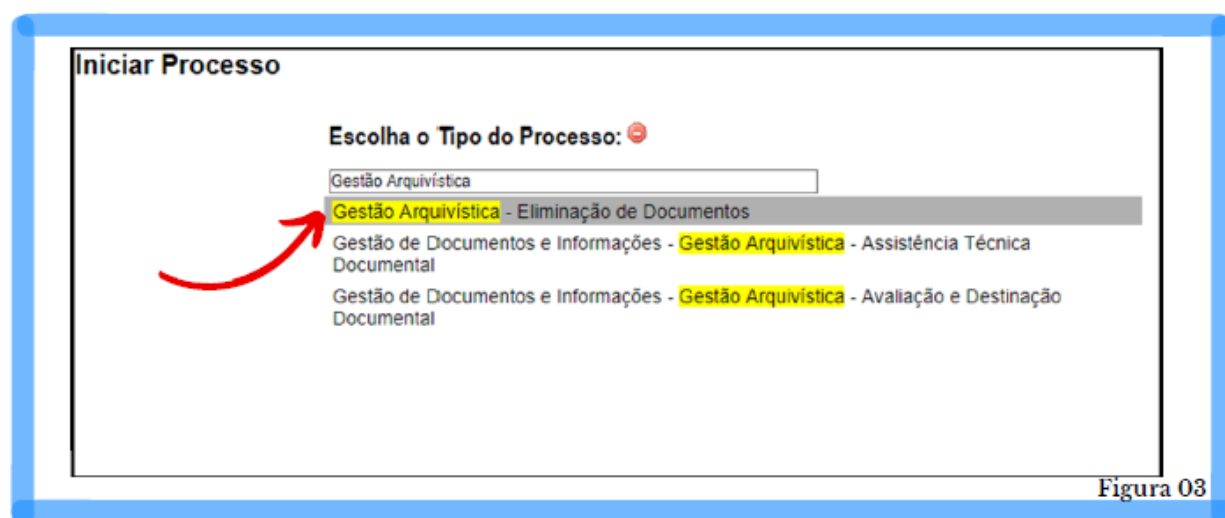 Iniciar Processo
Escolha o Tipo do Processo:
Gestão Arquivística
Gestão Arquivística - Eliminação de Documentos
Gestão de Documentos e Informações - Gestão Arquivística - Assistência Técnica
Documental
Gestão de Documentos e Informações - Gestão Arquivística - Avaliação e Destinação
Documental
Figura 03